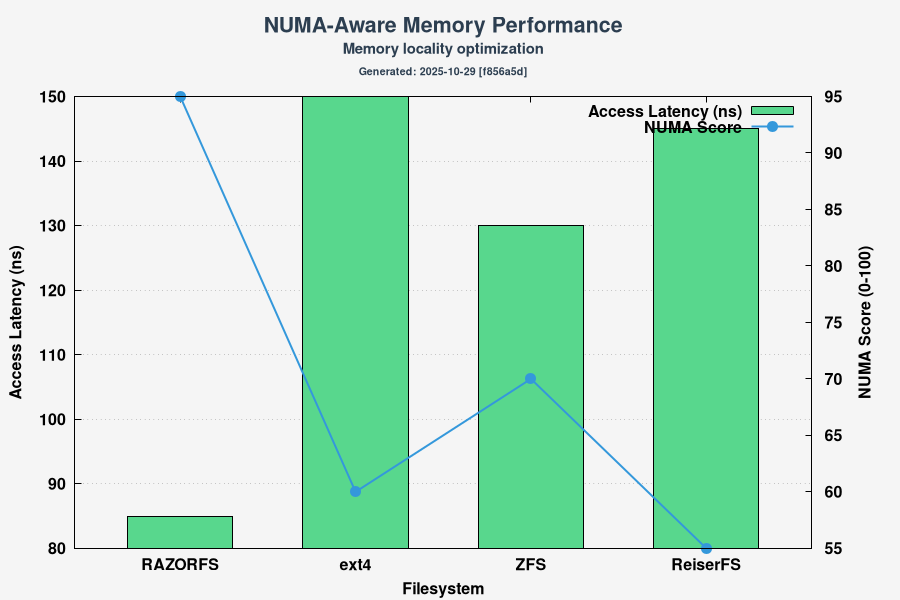 NUMA-Aware Memory Performance
Memory locality optimization
Generated: 2025-10-29 [f856a5d]
Access Latency (ns)
NUMA Score
150
140
130
120
110
100
90
80
Access Latency (ns)
95
90
85
80
75
70
65
60
55
NUMA Score (0-100)
RAZORFS
ext4
ZFS
ReiserFS
Filesystem